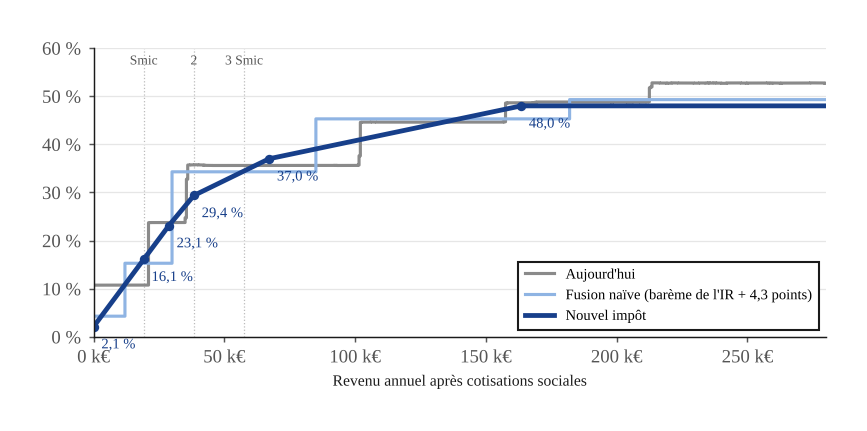 60 %
50 %
40 %
30 %
20 %
10 %
0 %
Smic
2
3 Smic
48,0 %
37,0 %
29,4 %
23,1 %
16,1 %
2,1 %
Aujourd'hui
Fusion naïve (barème de l'IR + 4,3 points)
Nouvel impôt
0 k€ 50 k€ 100 k€ 150 k€ 200 k€ 250 k€
Revenu annuel après cotisations sociales